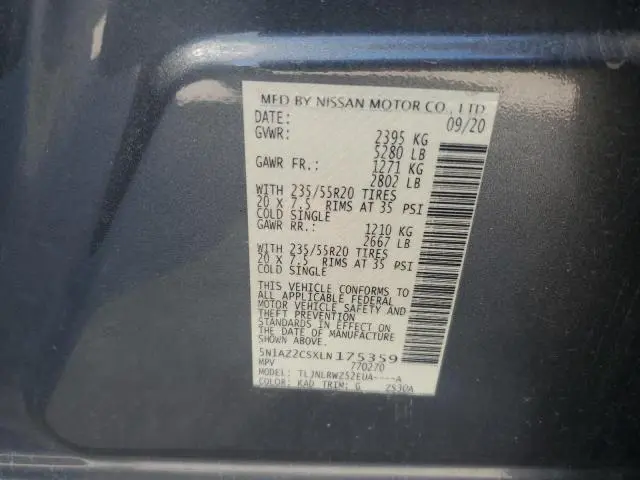 MFD BY NISSAN MOTOR CO., LTD
DATE: 09/20
GVWR: 2395 KG
5280 LB
GAWR FR.: 1271 KG
2802 LB
WITH 235/55R20 TIRES
20 X 7.5 RIMS AT 35 PSI
COLD SINGLE
GAWR RR.: 1210 KG
2667 LB
WITH 235/55R20 TIRES
20 X 7.5 RIMS AT 35 PSI
COLD SINGLE
THIS VEHICLE CONFORMS TO
ALL APPLICABLE FEDERAL
MOTOR VEHICLE SAFETY AND
THEFT PREVENTION
STANDARDS IN EFFECT ON
THE DATE OF MANUFACTURE
SHOWN ABOVE.
5N1AZ2CSXLN175359
MPV 770270
MODEL: TLJNLRWZ52EUA----A
COLOR: KAD TRIM: G 2530A